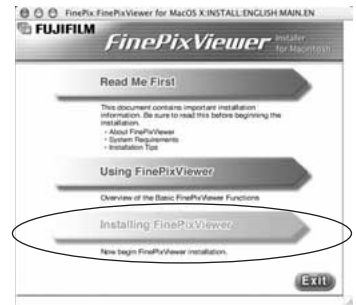 FinePix:FinePixViewer for MacOS X:INSTALL:ENGLISH:MAIN.EN
FUJIFILM
FinePixViewer Installer for Macintosh
Read Me First
This document contains important installation
information. Be sure to read this before beginning the
installation.
- About FinePixViewer
- System Requirements
- Installation Tips
Using FinePixViewer
Overview of the Basic FinePixViewer Functions
Installing FinePixViewer
Now begin FinePixViewer installation.
Exit